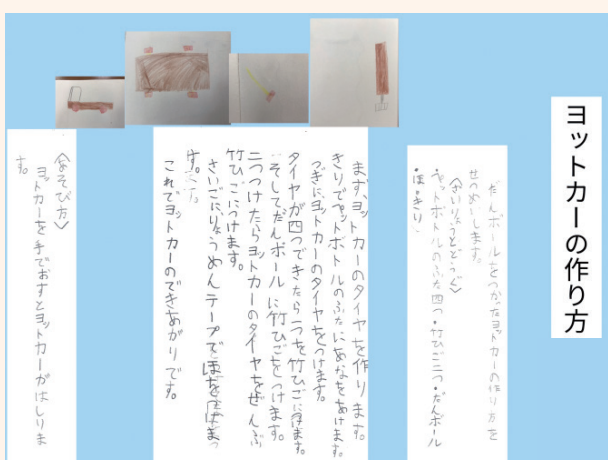 ヨットカーの作り方
だんボールをつかったヨットカーの作り方を
せつめいします。
〈ざいりょうとどうぐ〉
ペットボトルのふた四つ・竹ひご二つ・だんボール
・ほ・きり
まず、ヨットカーのタイヤを作ります。
きりでペットボトルのふたにあなをあけます。
つぎにヨットカーのタイヤをつけます。
タイヤが四つできたら二つを竹ひごに
そしてだんボールに竹ひごをつけます。
二つつけたらヨットカーのタイヤをぜんぶ
竹ひごにつけます。
さいごにりょうめんテープでほを
す。
これでヨットカーのできあがりです。
〈あそび方〉
ヨットカーを手でおすとヨットカーがはしりま
す。